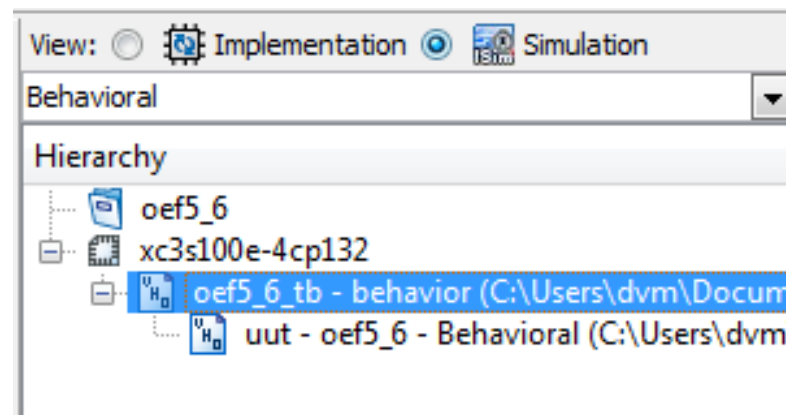 View: Implementation Simulation
Behavioral
Hierarchy
oef5_6
xc3s100e-4cp132
oef5_6_tb - behavior (C:\Users\dvm\Docum
uut - oef5_6 - Behavioral (C:\Users\dvm